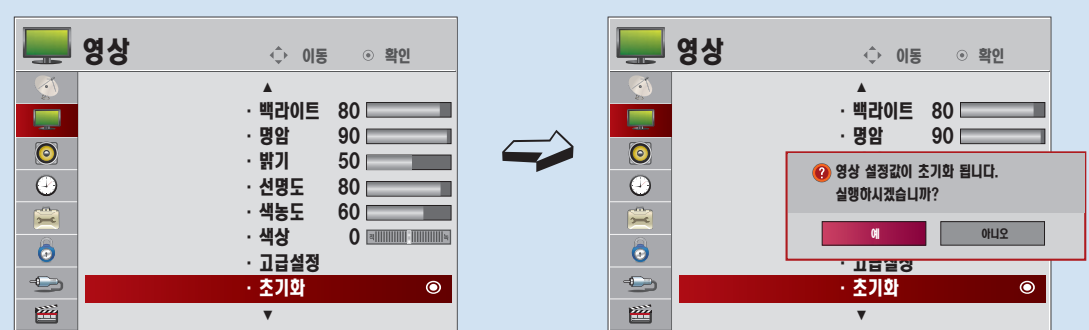 영상 이동 확인
· 백라이트 80
· 명암 90
· 밝기 50
· 선명도 80
· 색농도 60
· 색상 0
· 고급설정
· 초기화
영상 이동 확인
· 백라이트 80
· 명암 90
? 영상 설정값이 초기화 됩니다.
실행하시겠습니까?
예 아니오
· 고급설정
· 초기화